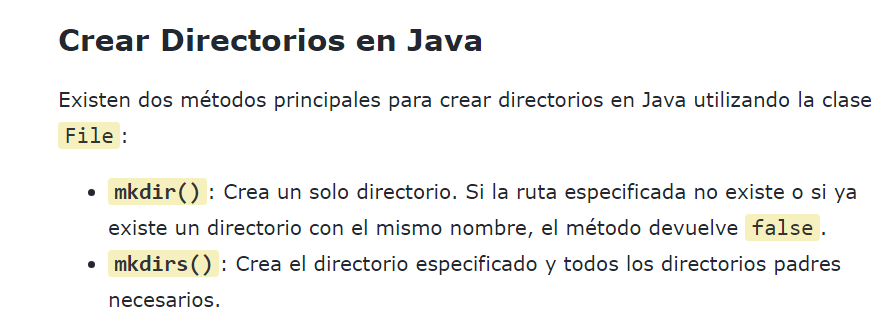 Crear Directorios en Java
Existen dos métodos principales para crear directorios en Java utilizando la clase
File:
• mkdir(): Crea un solo directorio. Si la ruta especificada no existe o si ya
existe un directorio con el mismo nombre, el método devuelve false.
• mkdirs(): Crea el directorio especificado y todos los directorios padres
necesarios.